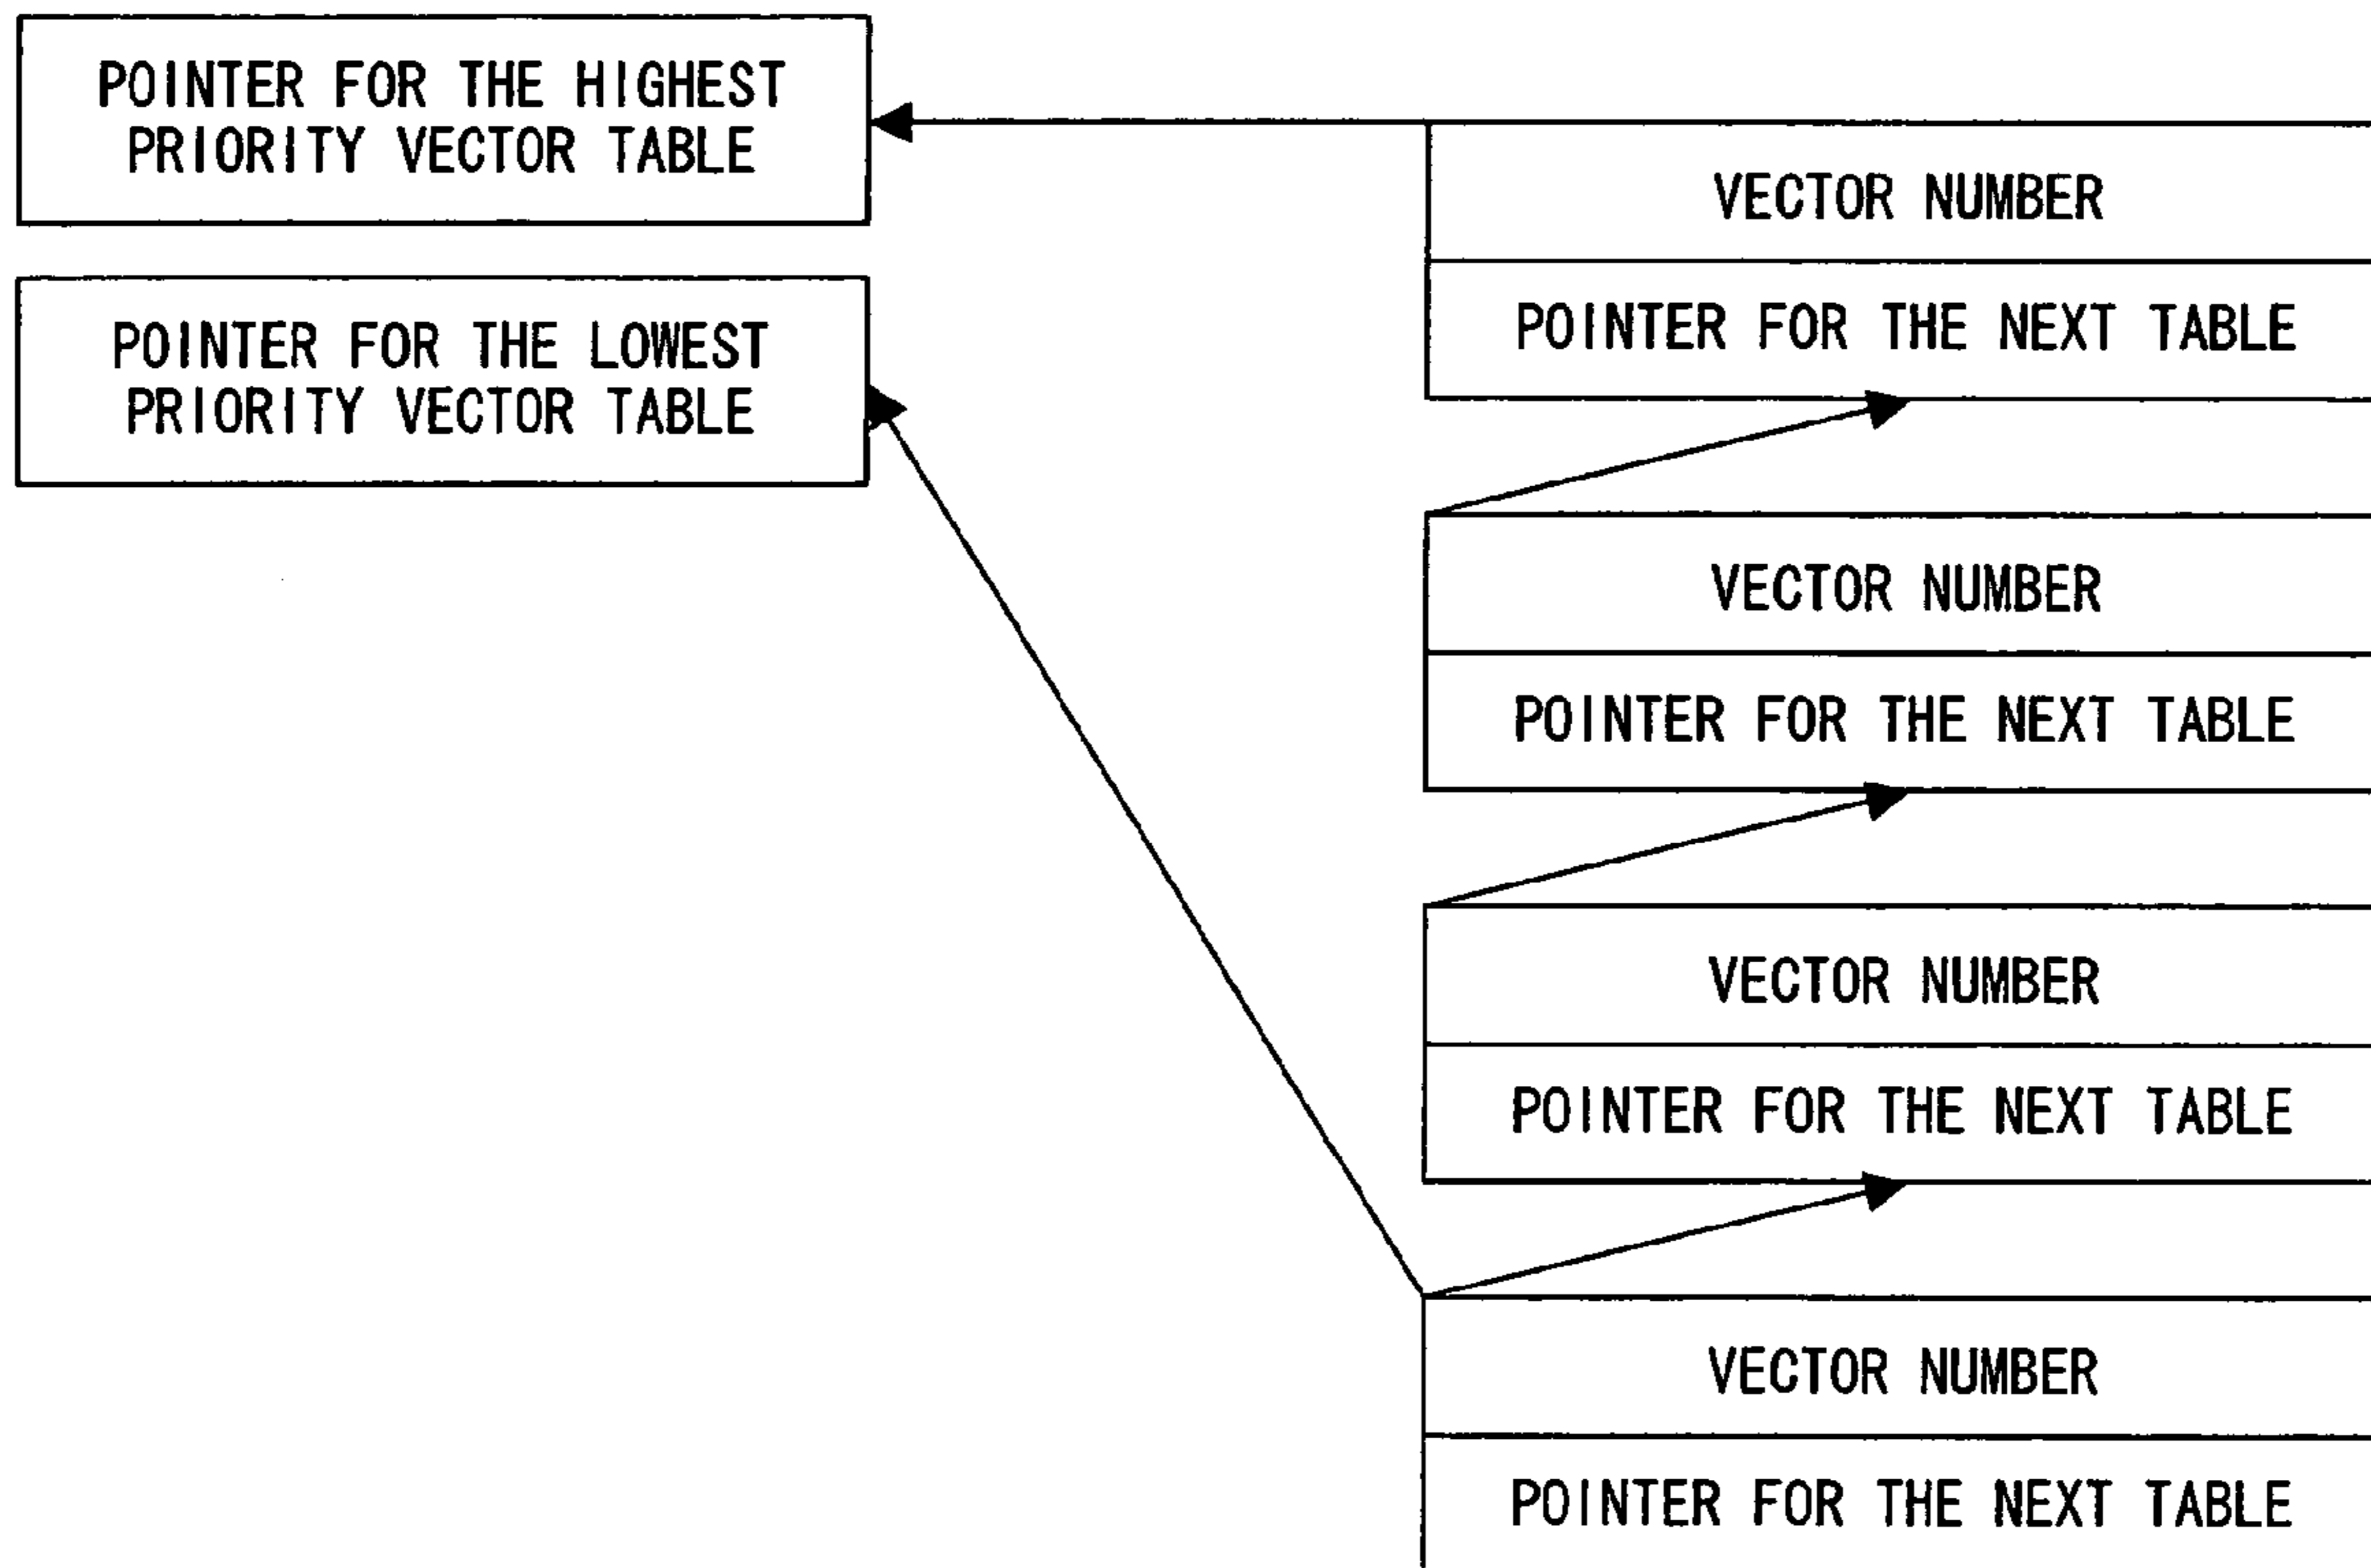 POINTER FOR THE HIGHEST
PRIORITY VECTOR TABLE
POINTER FOR THE LOWEST
PRIORITY VECTOR TABLE
VECTOR NUMBER
POINTER FOR THE NEXT TABLE
VECTOR NUMBER
POINTER FOR THE NEXT TABLE
VECTOR NUMBER
POINTER FOR THE NEXT TABLE
VECTOR NUMBER
POINTER FOR THE NEXT TABLE